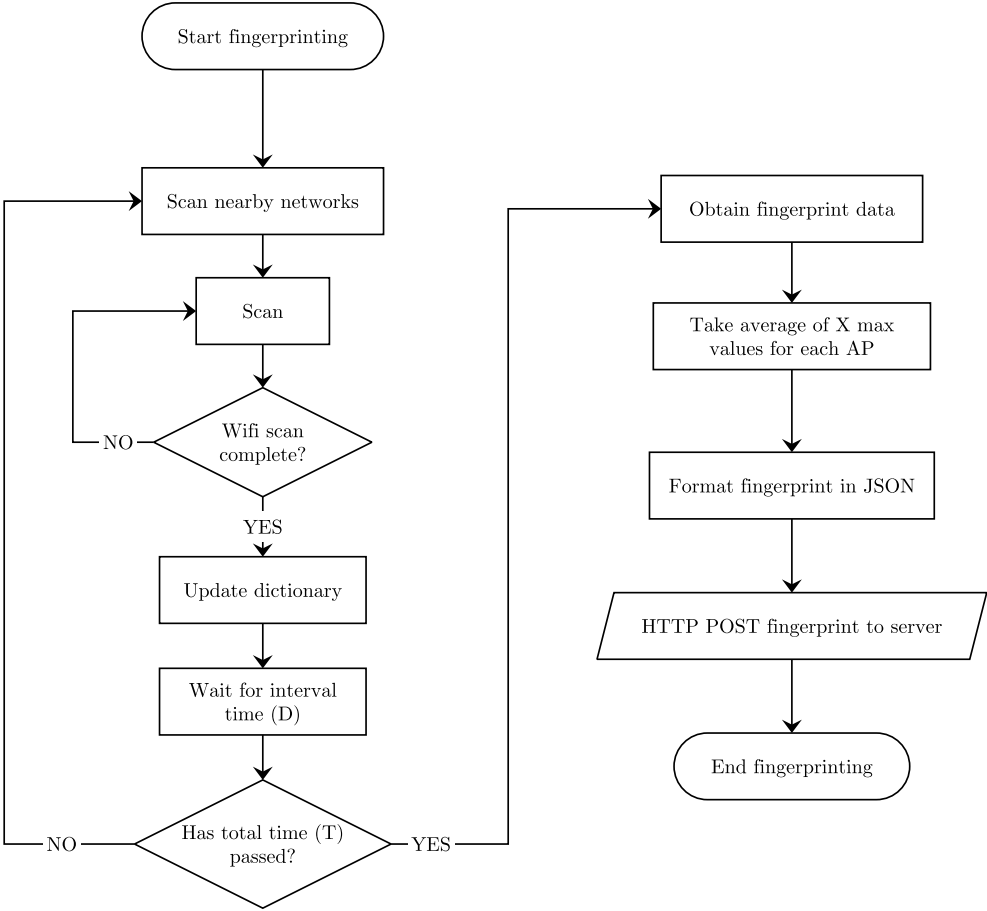 Start fingerprinting
Scan nearby networks
Scan
Wifi scan
complete?
NO
YES
Update dictionary
Wait for interval
time (D)
Has total time (T)
passed?
NO
YES
Obtain fingerprint data
Take average of X max
values for each AP
Format fingerprint in JSON
HTTP POST fingerprint to server
End fingerprinting